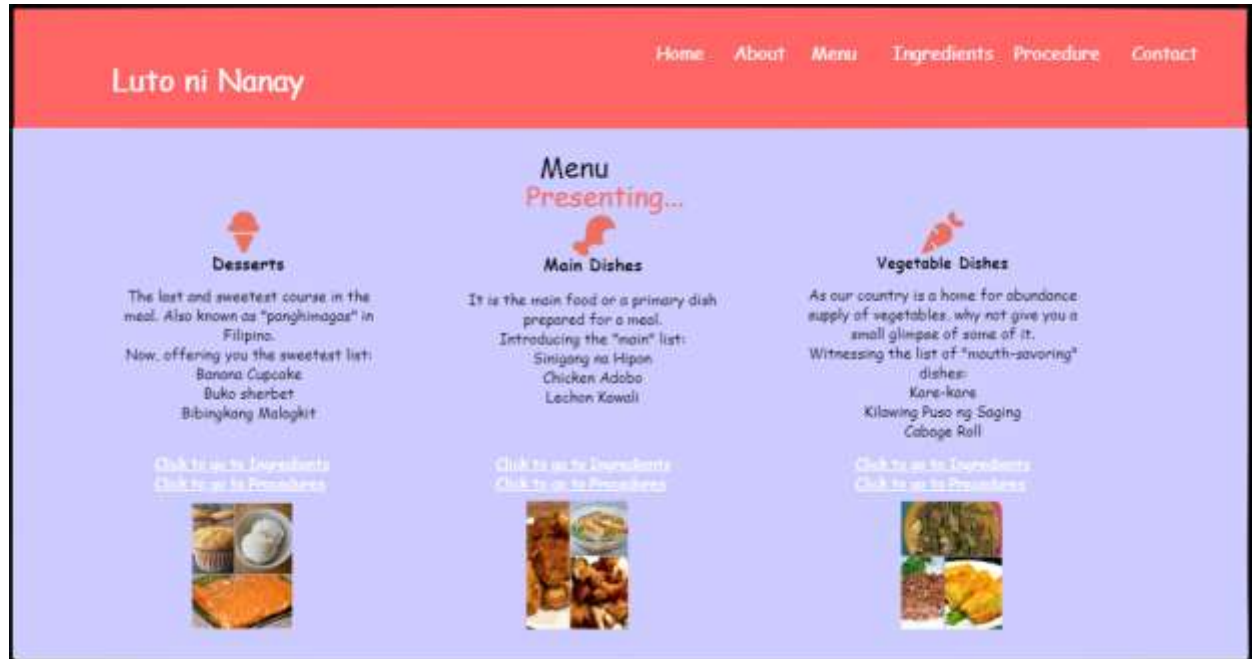 Home About Menu Ingredients Procedure Contact
Luto ni Nanay
Menu
Presenting...
Desserts
The last and sweetest course in the
meal. Also known as "panghimagas" in
Filipino.
Now, offering you the sweetest list:
Banana Cupcake
Buko sherbet
Bibingkang Malagkit
Click to go to Ingredients
Click to go to Procedures
Main Dishes
It is the main food or a primary dish
prepared for a meal.
Introducing the "main" list:
Sinigang na Hipon
Chicken Adobo
Lechon Kawali
Click to go to Ingredients
Click to go to Procedures
Vegetable Dishes
As our country is a home for abundance
supply of vegetables, why not give you a
small glimpse of some of it.
Witnessing the list of "mouth-savoring"
dishes:
Kare-kare
Kilawing Puso ng Saging
Cabage Roll
Click to go to Ingredients
Click to go to Procedures